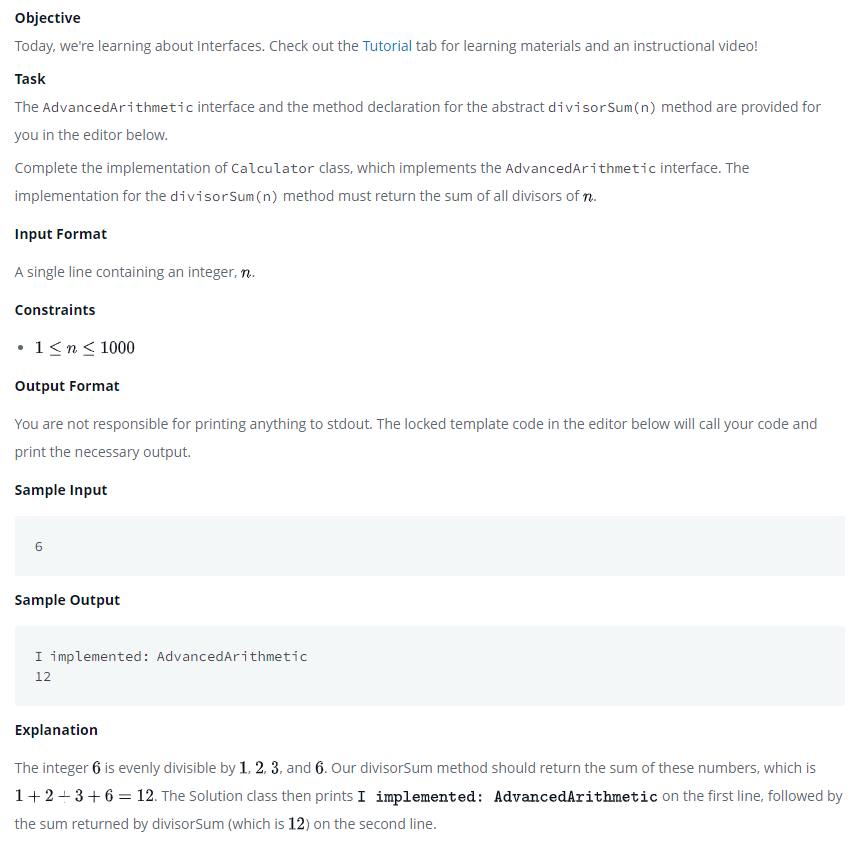 Objective
Today, we're learning about Interfaces. Check out the Tutorial tab for learning materials and an instructional video!
Task
The AdvancedArithmetic interface and the method declaration for the abstract divisorSum(n) method are provided for
you in the editor below.
Complete the implementation of Calculator class, which implements the AdvancedArithmetic interface. The
implementation for the divisorSum(n) method must return the sum of all divisors of n.
Input Format
A single line containing an integer, n.
Constraints
• 1 ≤ n ≤ 1000
Output Format
You are not responsible for printing anything to stdout. The locked template code in the editor below will call your code and
print the necessary output.
Sample Input
6
Sample Output
I implemented: AdvancedArithmetic
12
Explanation
The integer 6 is evenly divisible by 1, 2, 3, and 6. Our divisorSum method should return the sum of these numbers, which is
1 + 2 + 3 + 6 = 12. The Solution class then prints I implemented: AdvancedArithmetic on the first line, followed by
the sum returned by divisorSum (which is 12) on the second line.